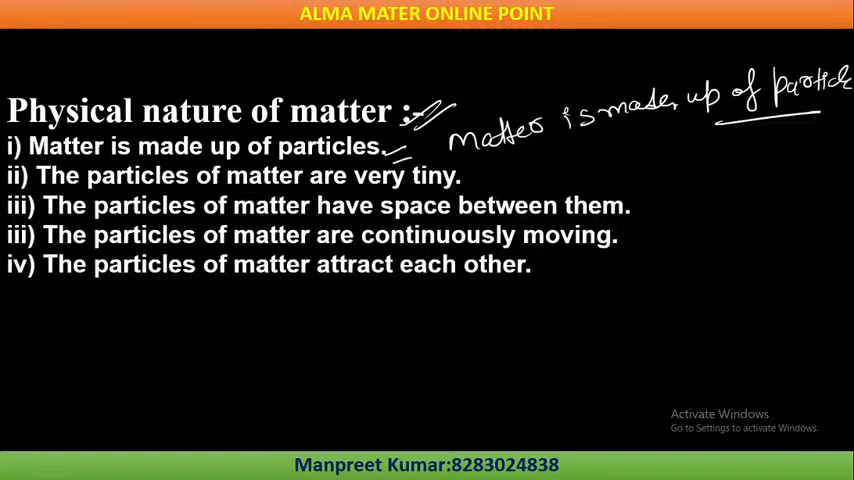 ALMA MATER ONLINE POINT
Physical nature of matter :-
matter is made up of particle
i) Matter is made up of particles.
ii) The particles of matter are very tiny.
iii) The particles of matter have space between them.
iii) The particles of matter are continuously moving.
iv) The particles of matter attract each other.
Activate Windows
Go to Settings to activate Windows.
Manpreet Kumar:8283024838